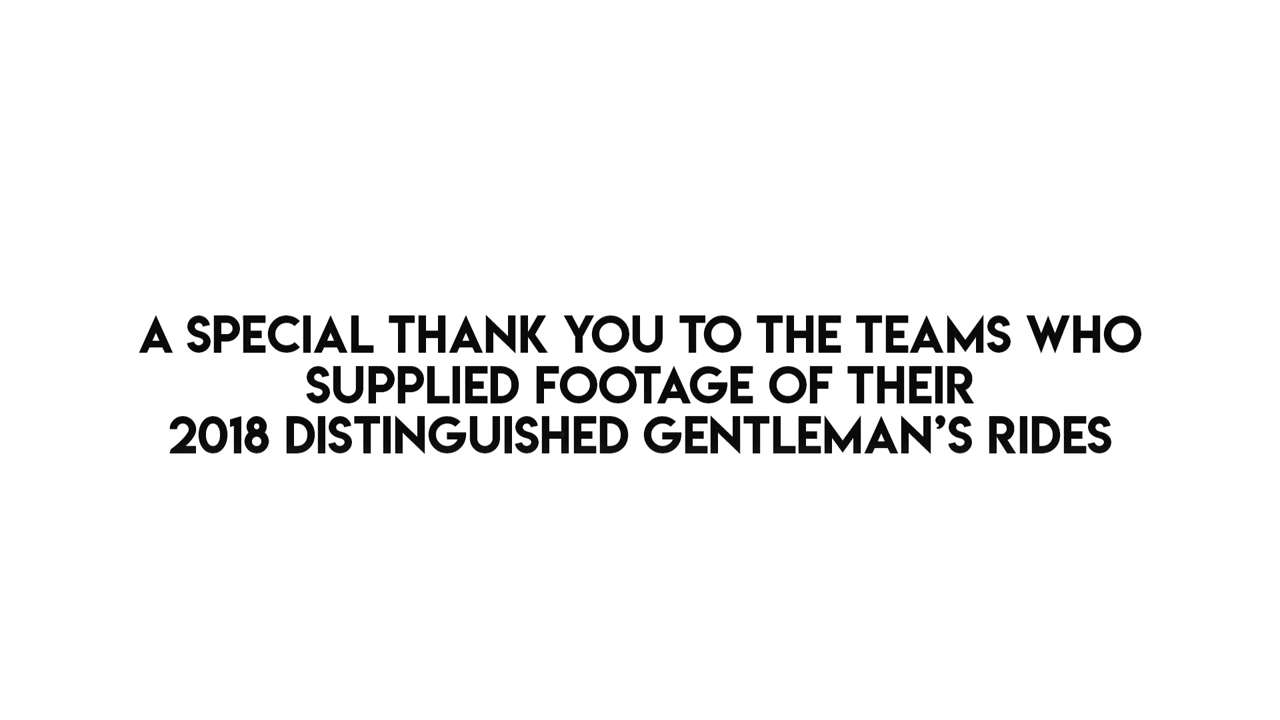 A SPECIAL THANK YOU TO THE TEAMS WHO
SUPPLIED FOOTAGE OF THEIR
2018 DISTINGUISHED GENTLEMAN’S RIDES